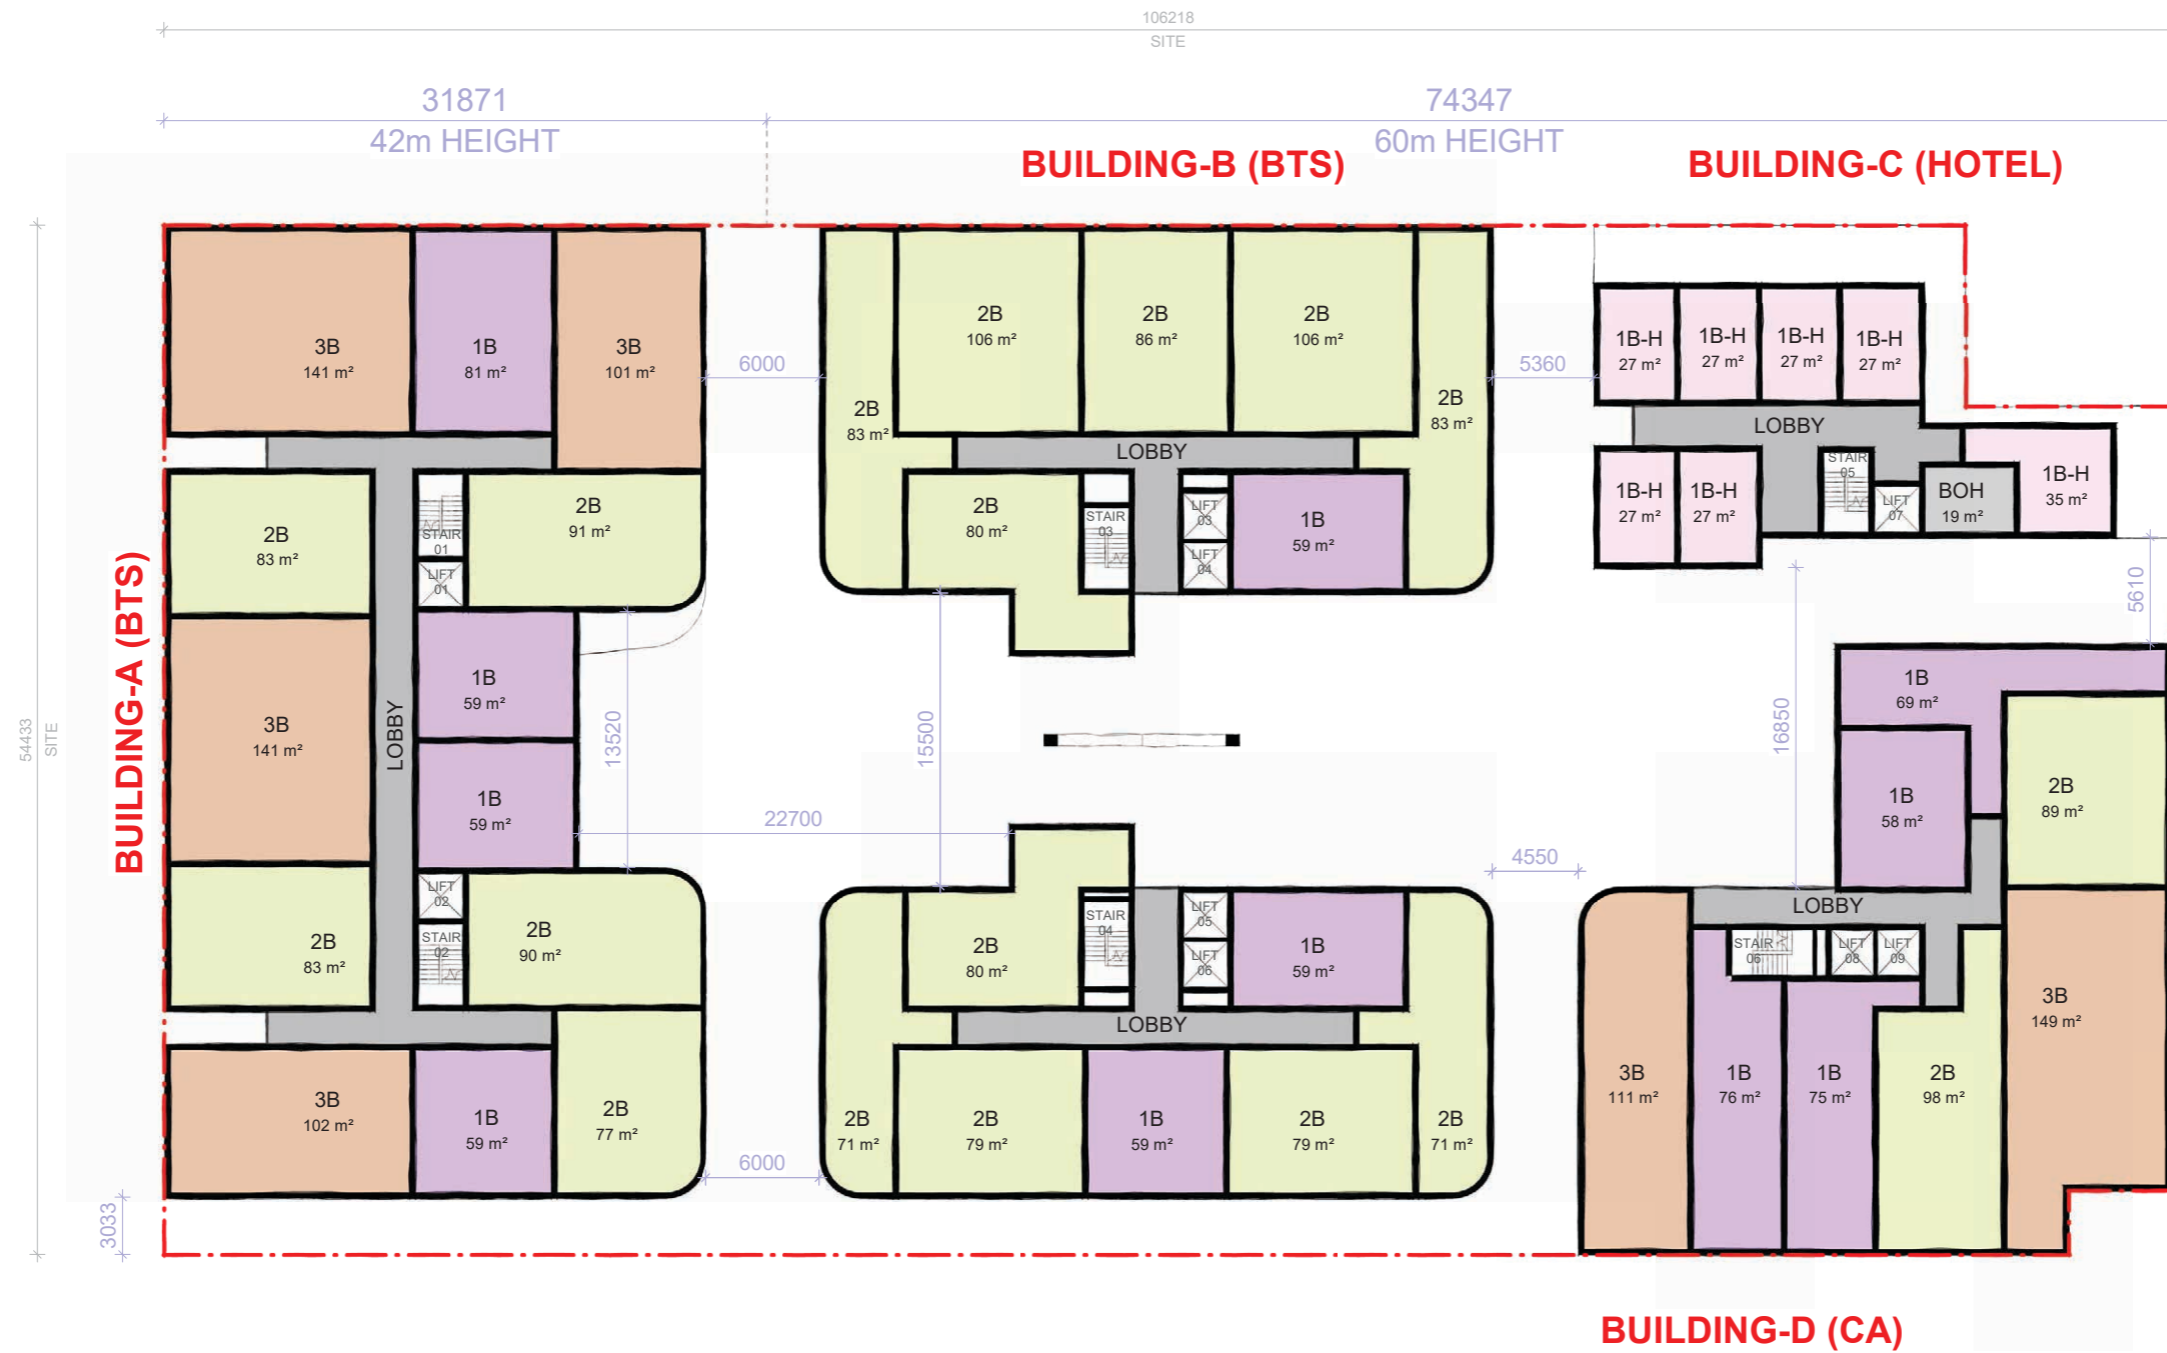 106218
SITE
31871
42m HEIGHT
74347
60m HEIGHT
BUILDING-B (BTS)
BUILDING-C (HOTEL)
54433
SITE
BUILDING-A (BTS)
3033
3B
141 m²
1B
81 m²
3B
101 m²
2B
83 m²
STAIR
01
LIFT
01
2B
91 m²
3B
141 m²
LOBBY
1B
59 m²
1B
59 m²
2B
83 m²
LIFT
02
STAIR
02
2B
90 m²
3B
102 m²
1B
59 m²
2B
77 m²
6000
13520
22700
6000
2B
83 m²
2B
106 m²
2B
86 m²
2B
106 m²
2B
83 m²
LOBBY
2B
80 m²
STAIR
03
LIFT
03
LIFT
04
1B
59 m²
15500
2B
80 m²
STAIR
04
LIFT
05
LIFT
06
1B
59 m²
LOBBY
2B
71 m²
2B
79 m²
1B
59 m²
2B
79 m²
2B
71 m²
5360
4550
1B-H
27 m²
1B-H
27 m²
1B-H
27 m²
1B-H
27 m²
LOBBY
1B-H
27 m²
1B-H
27 m²
STAIR
05
LIFT
07
BOH
19 m²
1B-H
35 m²
5610
16850
1B
69 m²
1B
58 m²
2B
89 m²
LOBBY
STAIR
06
LIFT
08
LIFT
09
3B
111 m²
1B
76 m²
1B
75 m²
2B
98 m²
3B
149 m²
BUILDING-D (CA)